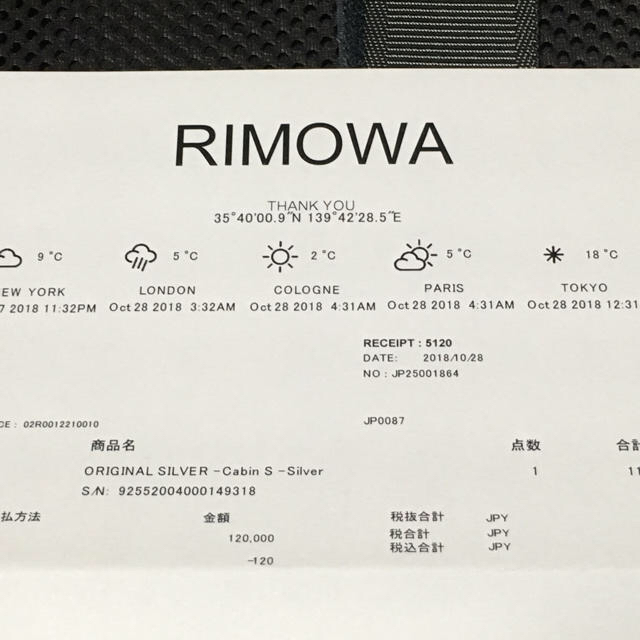 RIMOWA
THANK YOU
35°40'00.9"N 139°42'28.5"E
9 °C 5 °C 2 °C 5 °C 18 °C
EW YORK LONDON COLOGNE PARIS TOKYO
7 2018 11:32PM Oct 28 2018 3:32AM Oct 28 2018 4:31AM Oct 28 2018 4:31AM Oct 28 2018 12:31
RECEIPT : 5120
DATE: 2018/10/28
NO : JP25001864
CE : 02R0012210010 JP0087
商品名 点数 合計
ORIGINAL SILVER -Cabin S -Silver 1 11
S/N: 92552004000149318
払方法 金額 税抜合計 JPY
120,000 税合計 JPY
税込合計 JPY
-120